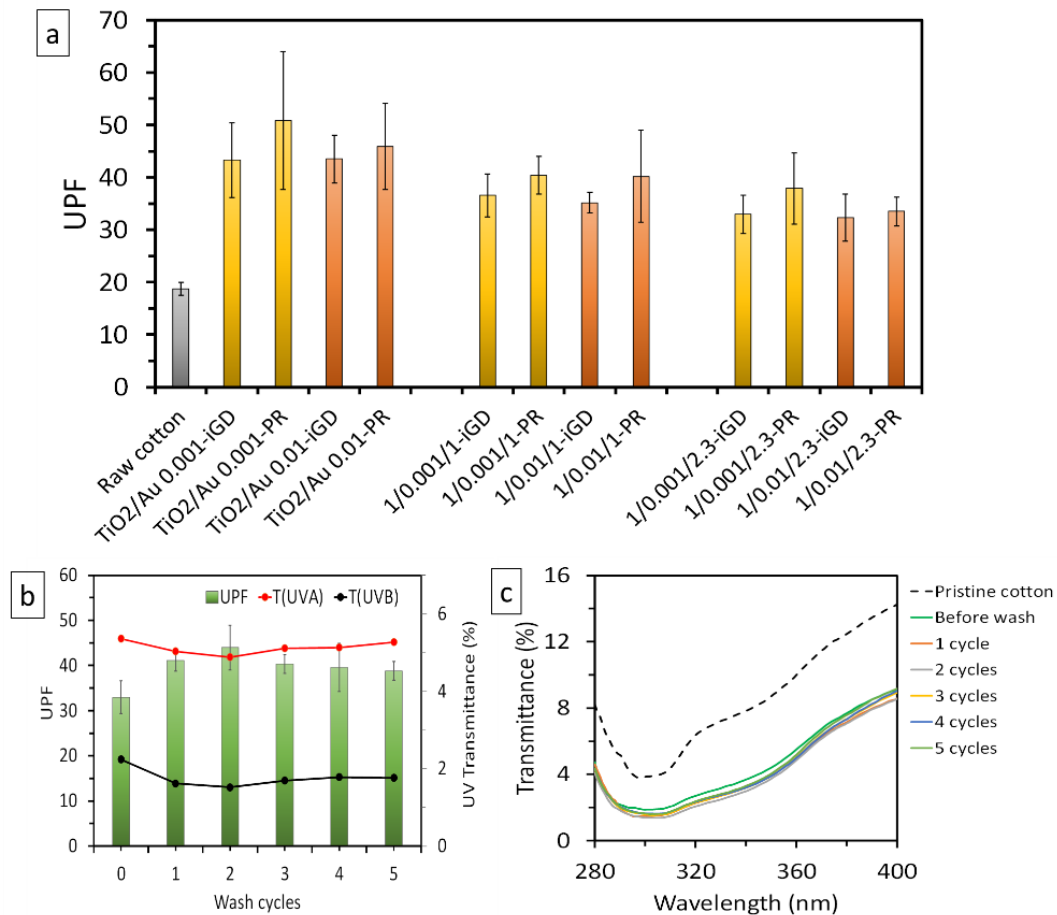 a
70
60
50
40
30
20
10
0
UPF
Raw cotton
TiO2/Au 0.001-iGD
TiO2/Au 0.001-PR
TiO2/Au 0.01-iGD
TiO2/Au 0.01-PR
1/0.001/1-iGD
1/0.001/1-PR
1/0.01/1-iGD
1/0.01/1-PR
1/0.001/2.3-iGD
1/0.001/2.3-PR
1/0.01/2.3-iGD
1/0.01/2.3-PR
b
60
50
40
30
20
10
0
UPF
UPF T(UVA) T(UVB)
6
4
2
0
UV Transmittance (%)
0 1 2 3 4 5
Wash cycles
c
16
12
8
4
0
Transmittance (%)
280 320 360 400
Wavelength (nm)
Pristine cotton
Before wash
1 cycle
2 cycles
3 cycles
4 cycles
5 cycles